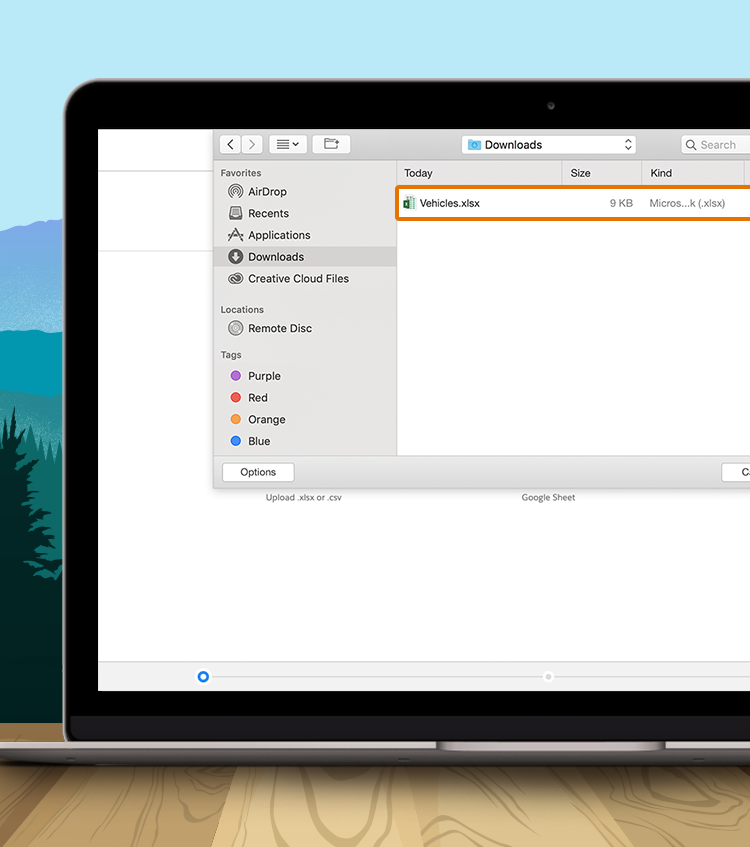 Downloads
Search
Favorites
AirDrop
Recents
Applications
Downloads
Creative Cloud Files
Locations
Remote Disc
Tags
Purple
Red
Orange
Blue
Today Size Kind
Vehicles.xlsx 9 KB Micros...k (.xlsx)
Options
Upload .xlsx or .csv
Google Sheet